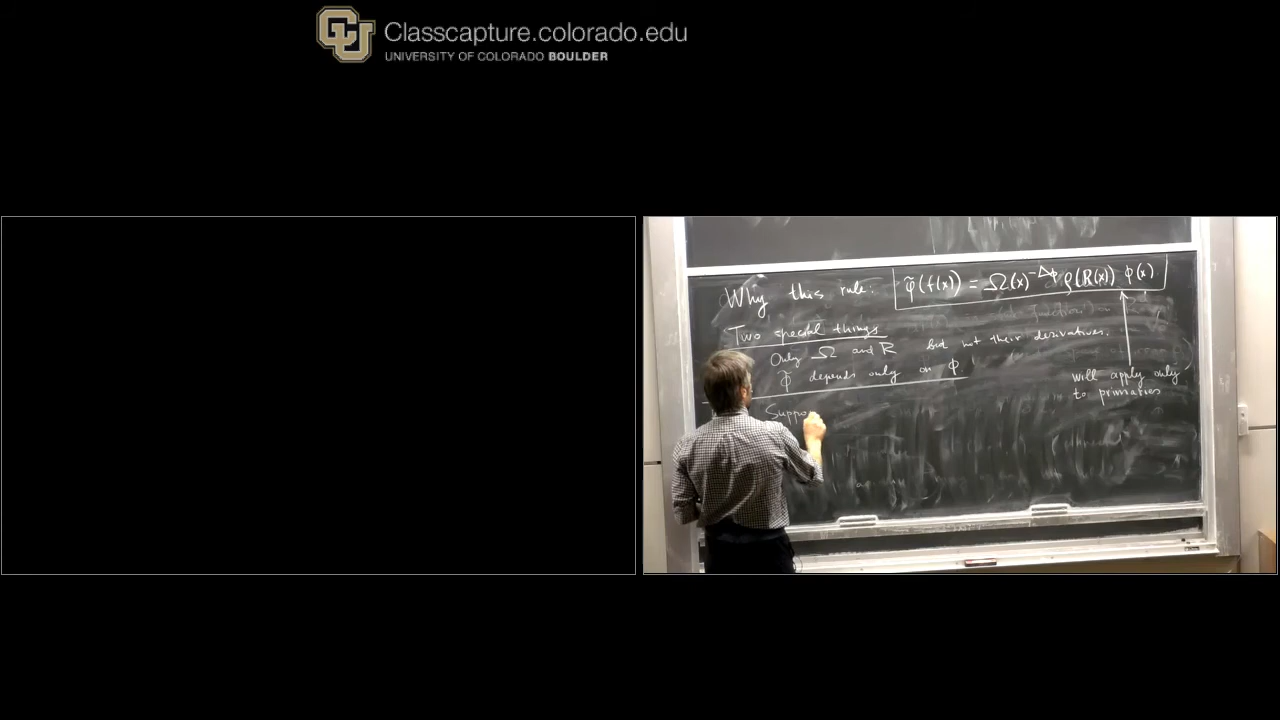 Classcapture.colorado.edu
UNIVERSITY OF COLORADO BOULDER
Why this rule: φ̃(f(x)) = Ω(x)^{-Δφ} ρ(R(x)) φ(x)
Two special things
Only Ω and R but not their derivatives.
φ̃ depends only on φ.
will apply only
to primaries
Suppo